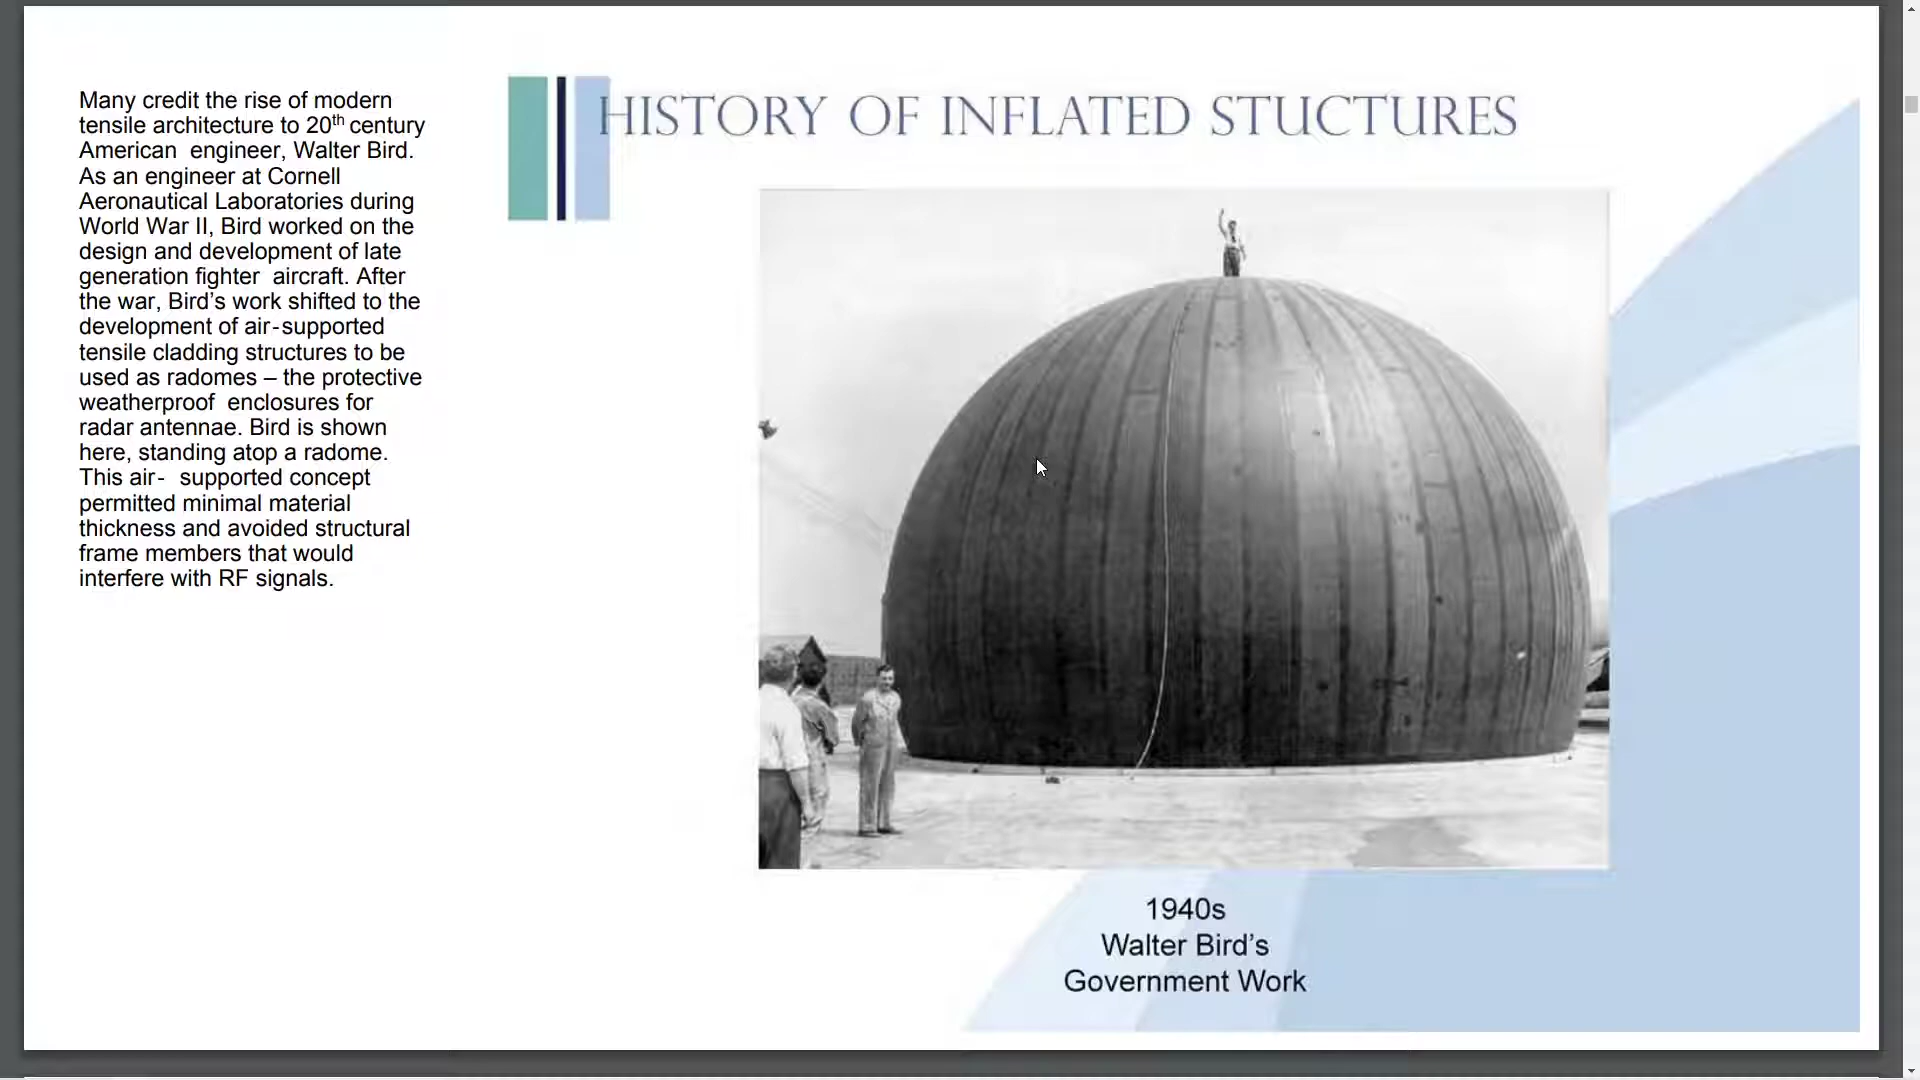 Many credit the rise of modern
tensile architecture to 20th century
American engineer, Walter Bird.
As an engineer at Cornell
Aeronautical Laboratories during
World War II, Bird worked on the
design and development of late
generation fighter aircraft. After
the war, Bird’s work shifted to the
development of air-supported
tensile cladding structures to be
used as radomes – the protective
weatherproof enclosures for
radar antennae. Bird is shown
here, standing atop a radome.
This air- supported concept
permitted minimal material
thickness and avoided structural
frame members that would
interfere with RF signals.
HISTORY OF INFLATED STUCTURES
1940s
Walter Bird’s
Government Work